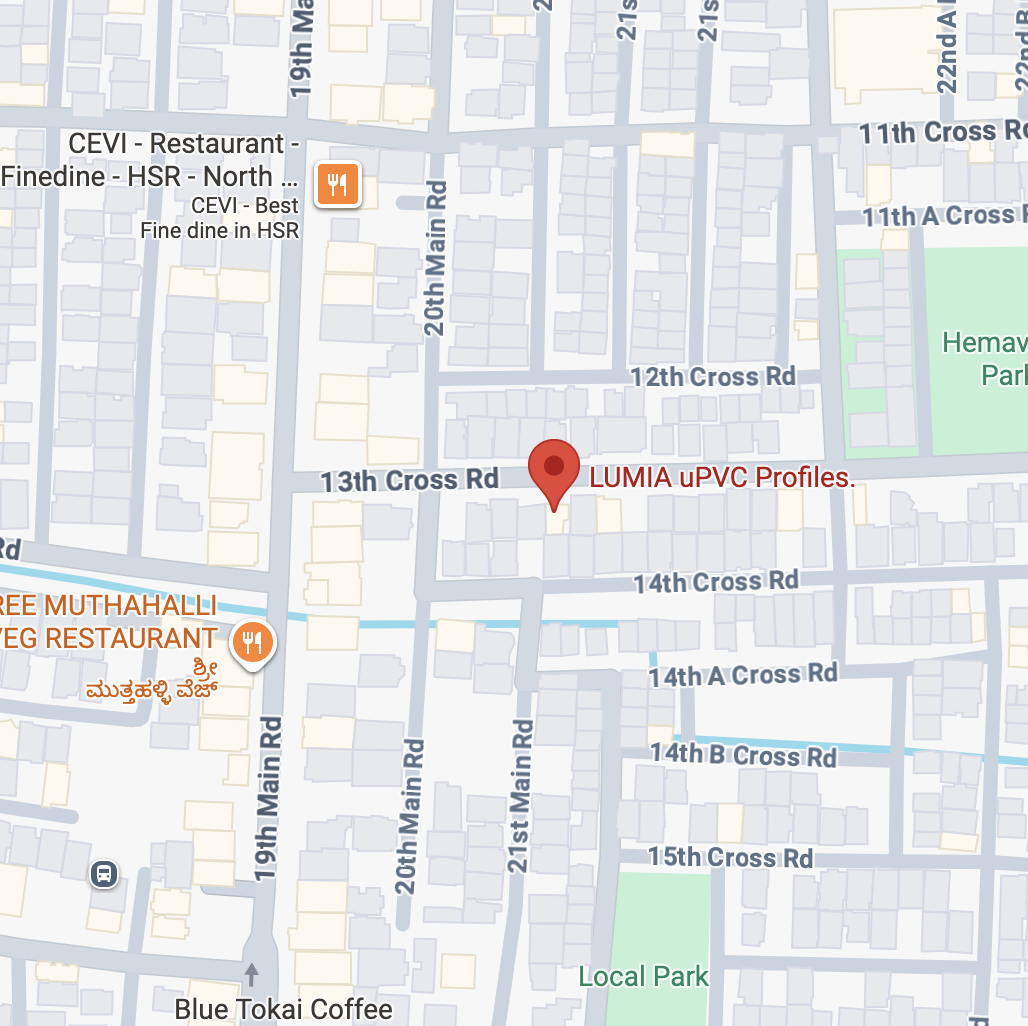 19th Ma
2
21s
21s
22nd A
22nd B
11th Cross Rd
CEVI - Restaurant -
Finedine - HSR - North ...
CEVI - Best
Fine dine in HSR
11th A Cross R
20th Main Rd
Hemav
Park
12th Cross Rd
13th Cross Rd
LUMIA uPVC Profiles.
Rd
14th Cross Rd
REE MUTHAHALLI
VEG RESTAURANT
ಶ್ರೀ
ಮುತ್ತಹಳ್ಳಿ ವೆಜ್
14th A Cross Rd
19th Main Rd
20th Main Rd
21st Main Rd
14th B Cross Rd
15th Cross Rd
Local Park
Blue Tokai Coffee